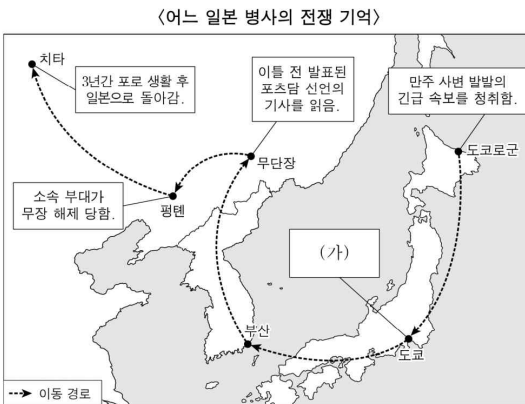 〈어느 일본 병사의 전쟁 기억〉
치타
3년간 포로 생활 후
일본으로 돌아감.
이틀 전 발표된
포츠담 선언의
기사를 읽음.
만주 사변 발발의
긴급 속보를 청취함.
무단장
도코로군
소속 부대가
무장 해제 당함.
펑톈
(가)
부산
도쿄
이동 경로